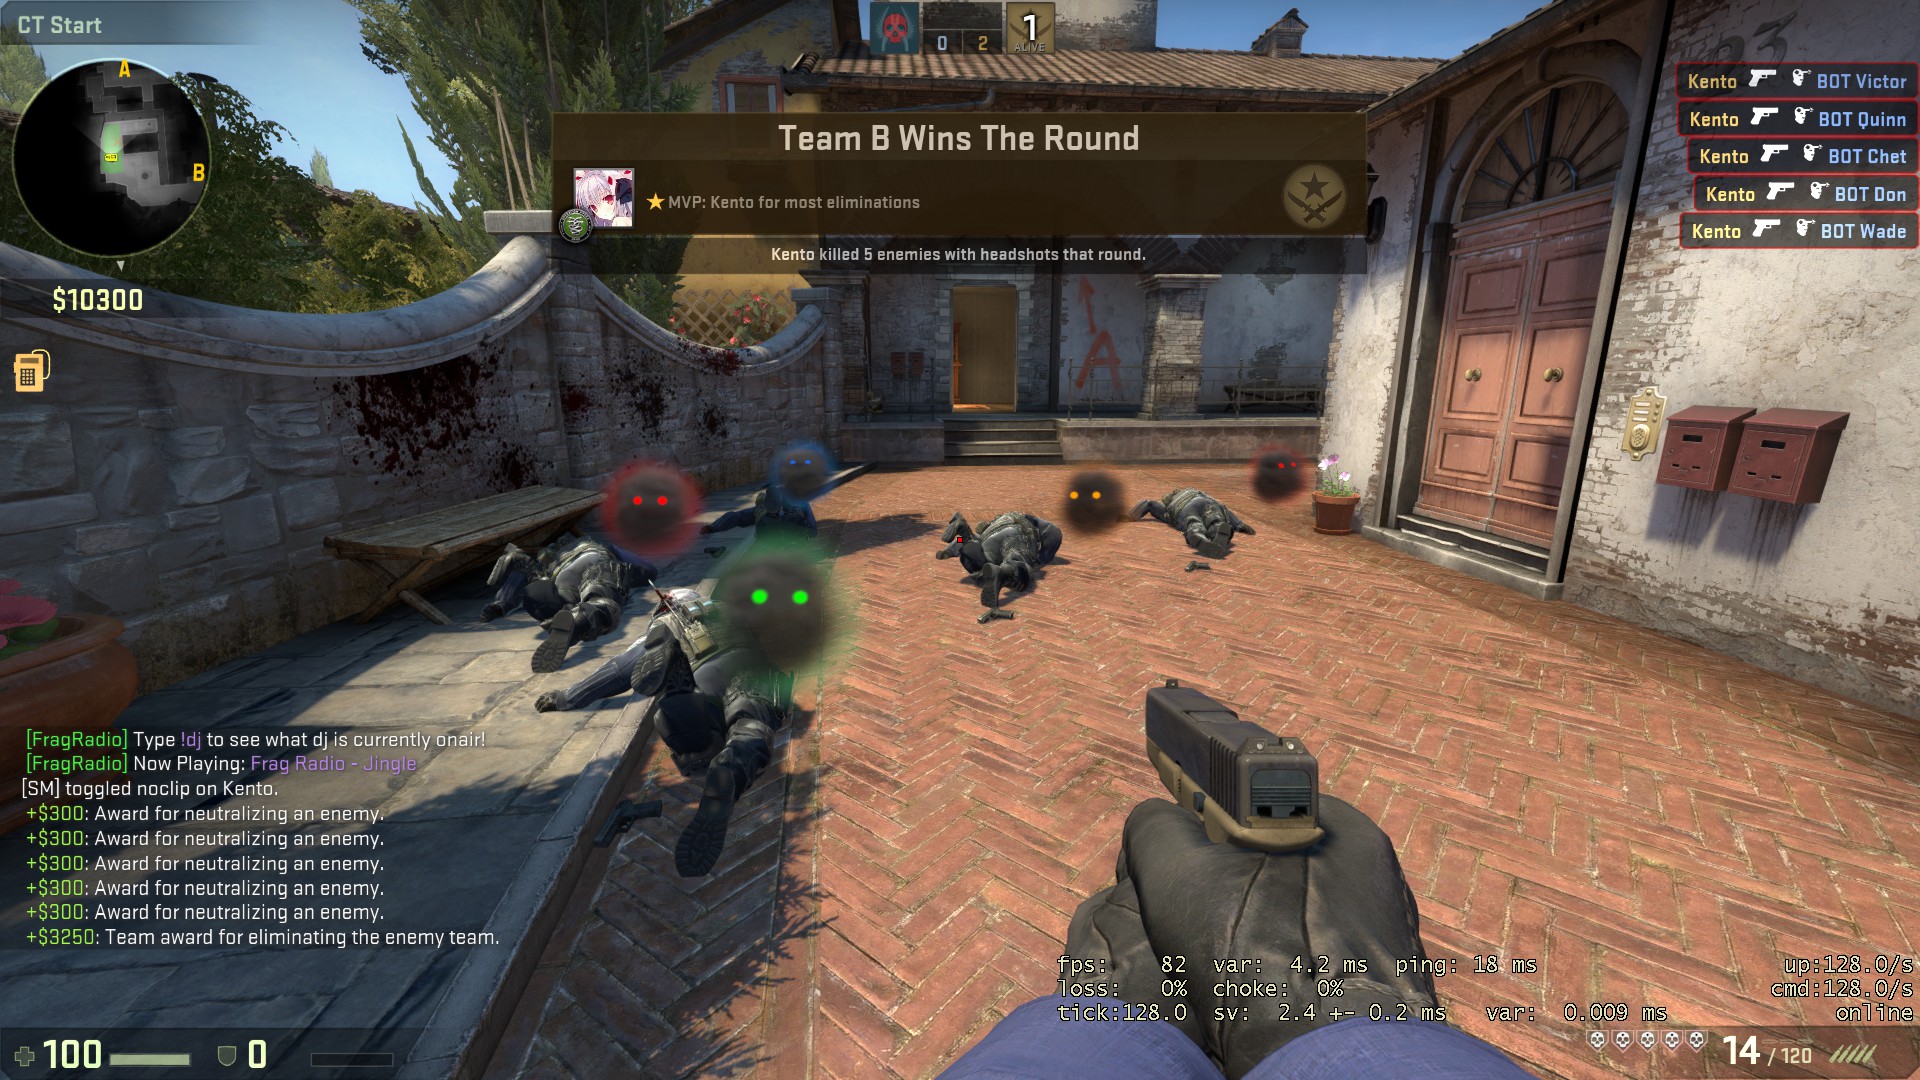 CT Start
A
B
$10300
0
2
1
ALIVE
Team B Wins The Round
MVP: Kento for most eliminations
Kento killed 5 enemies with headshots that round.
Kento BOT Victor
Kento BOT Quinn
Kento BOT Chet
Kento BOT Don
Kento BOT Wade
23
A
[FragRadio] Type !dj to see what dj is currently onair!
[FragRadio] Now Playing: Frag Radio - Jingle
[SM] toggled noclip on Kento.
+$300: Award for neutralizing an enemy.
+$300: Award for neutralizing an enemy.
+$300: Award for neutralizing an enemy.
+$300: Award for neutralizing an enemy.
+$300: Award for neutralizing an enemy.
+$3250: Team award for eliminating the enemy team.
fps: 82 var: 4.2 ms ping: 18 ms
loss: 0% choke: 0%
tick:128.0 sv: 2.4 +- 0.2 ms var: 0.009 ms
up:128.0/s
cmd:128.0/s
online
100
0
14 / 120